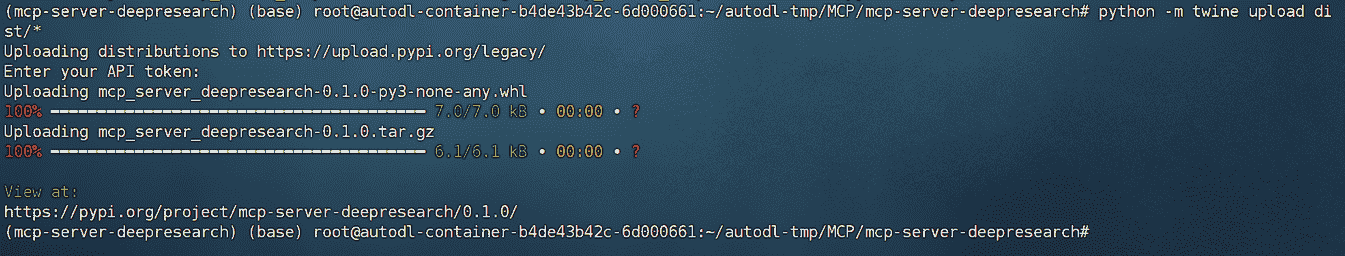 (mcp-server-deepresearch) (base) root@autodl-container-b4de43b42c-6d000661:~/autodl-tmp/MCP/mcp-server-deepresearch# python -m twine upload di
st/*
Uploading distributions to https://upload.pypi.org/legacy/
Enter your API token:
Uploading mcp_server_deepresearch-0.1.0-py3-none-any.whl
100% ━━━━━━━━━━━━━━━━━━━━━━━━━━━━━━━━━━━━━━━━ 7.0/7.0 kB • 00:00 • ?
Uploading mcp_server_deepresearch-0.1.0.tar.gz
100% ━━━━━━━━━━━━━━━━━━━━━━━━━━━━━━━━━━━━━━━━ 6.1/6.1 kB • 00:00 • ?
View at:
https://pypi.org/project/mcp-server-deepresearch/0.1.0/
(mcp-server-deepresearch) (base) root@autodl-container-b4de43b42c-6d000661:~/autodl-tmp/MCP/mcp-server-deepresearch#